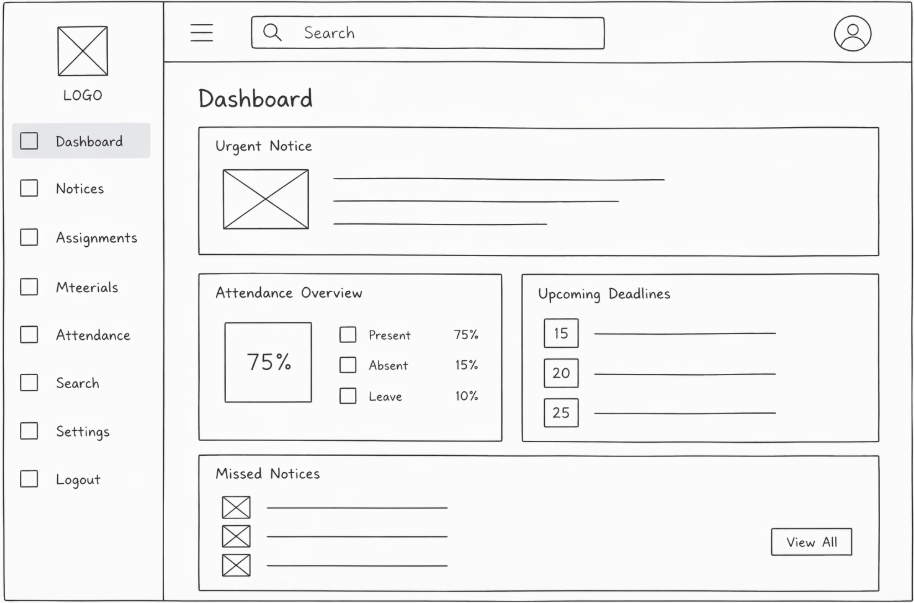 LOGO
Dashboard
Notices
Assignments
Mteerials
Attendance
Search
Settings
Logout
Search
Dashboard
Urgent Notice
Attendance Overview
75%
Present 75%
Absent 15%
Leave 10%
Upcoming Deadlines
15
20
25
Missed Notices
View All